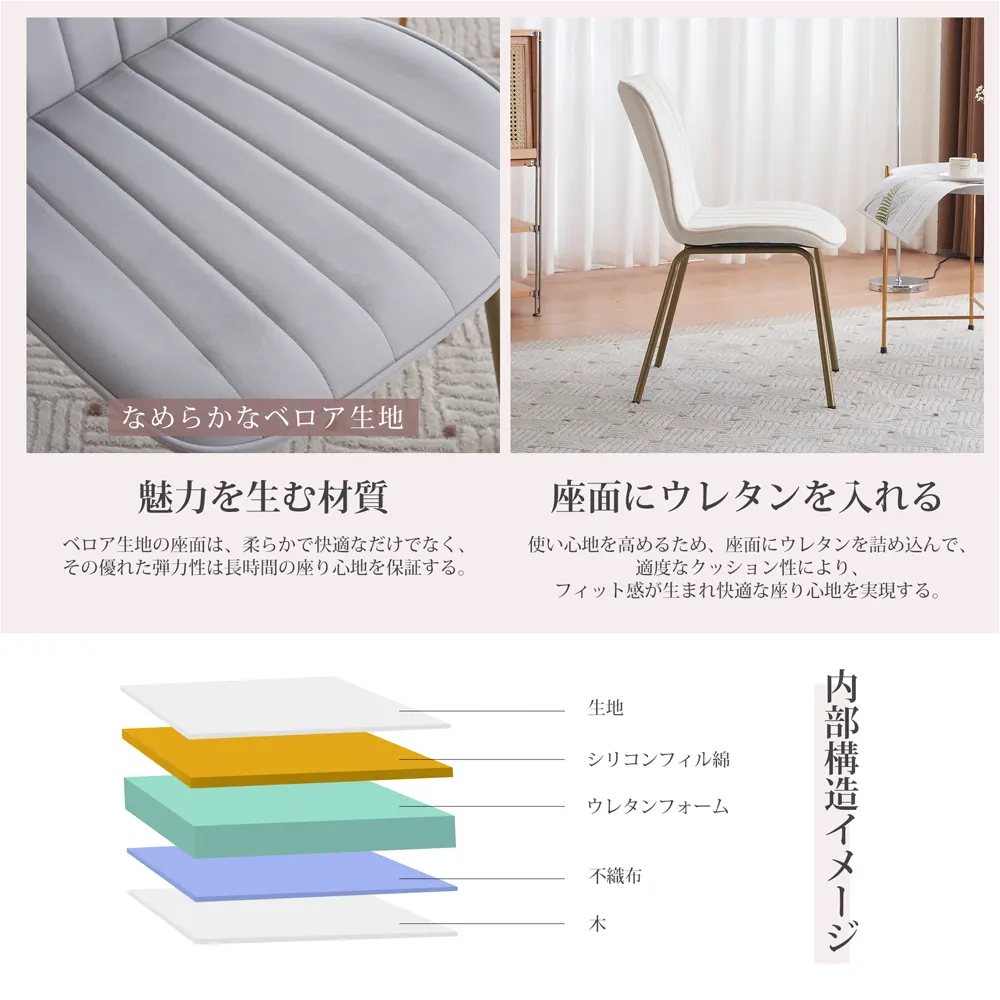 なめらかなベロア生地
魅力を生む材質
ベロア生地の座面は、柔らかで快適なだけでなく、
その優れた弾力性は長時間の座り心地を保証する。
座面にウレタンを入れる
使い心地を高めるため、座面にウレタンを詰め込んで、
適度なクッション性により、
フィット感が生まれ快適な座り心地を実現する。
内部構造イメージ
生地
シリコンフィル綿
ウレタンフォーム
不織布
木